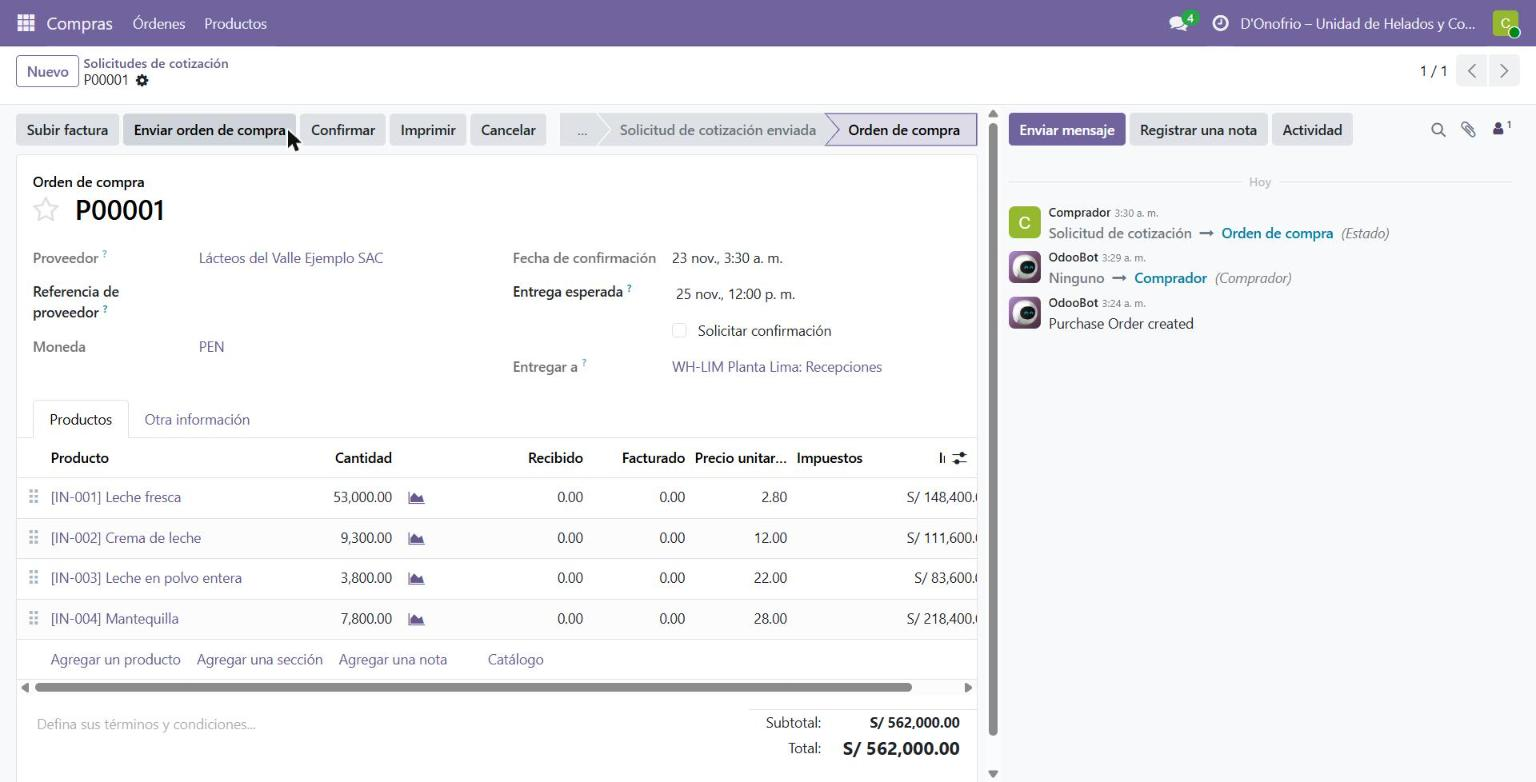 Compras Órdenes Productos 4 D'Onofrio – Unidad de Helados y Co... C
Nuevo Solicitudes de cotización
P00001 1 / 1
Subir factura Enviar orden de compra Confirmar Imprimir Cancelar ... Solicitud de cotización enviada Orden de compra Enviar mensaje Registrar una nota Actividad 1
Orden de compra
P00001
Proveedor ? Lácteos del Valle Ejemplo SAC
Referencia de
proveedor ?
Moneda PEN
Fecha de confirmación 23 nov., 3:30 a. m.
Entrega esperada ? 25 nov., 12:00 p. m.
Solicitar confirmación
Entregar a ? WH-LIM Planta Lima: Recepciones
Productos Otra información
Producto Cantidad Recibido Facturado Precio unitar... Impuestos
[IN-001] Leche fresca 53,000.00 0.00 0.00 2.80 S/ 148,400.
[IN-002] Crema de leche 9,300.00 0.00 0.00 12.00 S/ 111,600.
[IN-003] Leche en polvo entera 3,800.00 0.00 0.00 22.00 S/ 83,600.
[IN-004] Mantequilla 7,800.00 0.00 0.00 28.00 S/ 218,400.
Agregar un producto Agregar una sección Agregar una nota Catálogo
Defina sus términos y condiciones...
Subtotal: S/ 562,000.00
Total: S/ 562,000.00
Hoy
C
Comprador 3:30 a. m.
Solicitud de cotización → Orden de compra (Estado)
OdooBot 3:29 a. m.
Ninguno → Comprador (Comprador)
OdooBot 3:24 a. m.
Purchase Order created